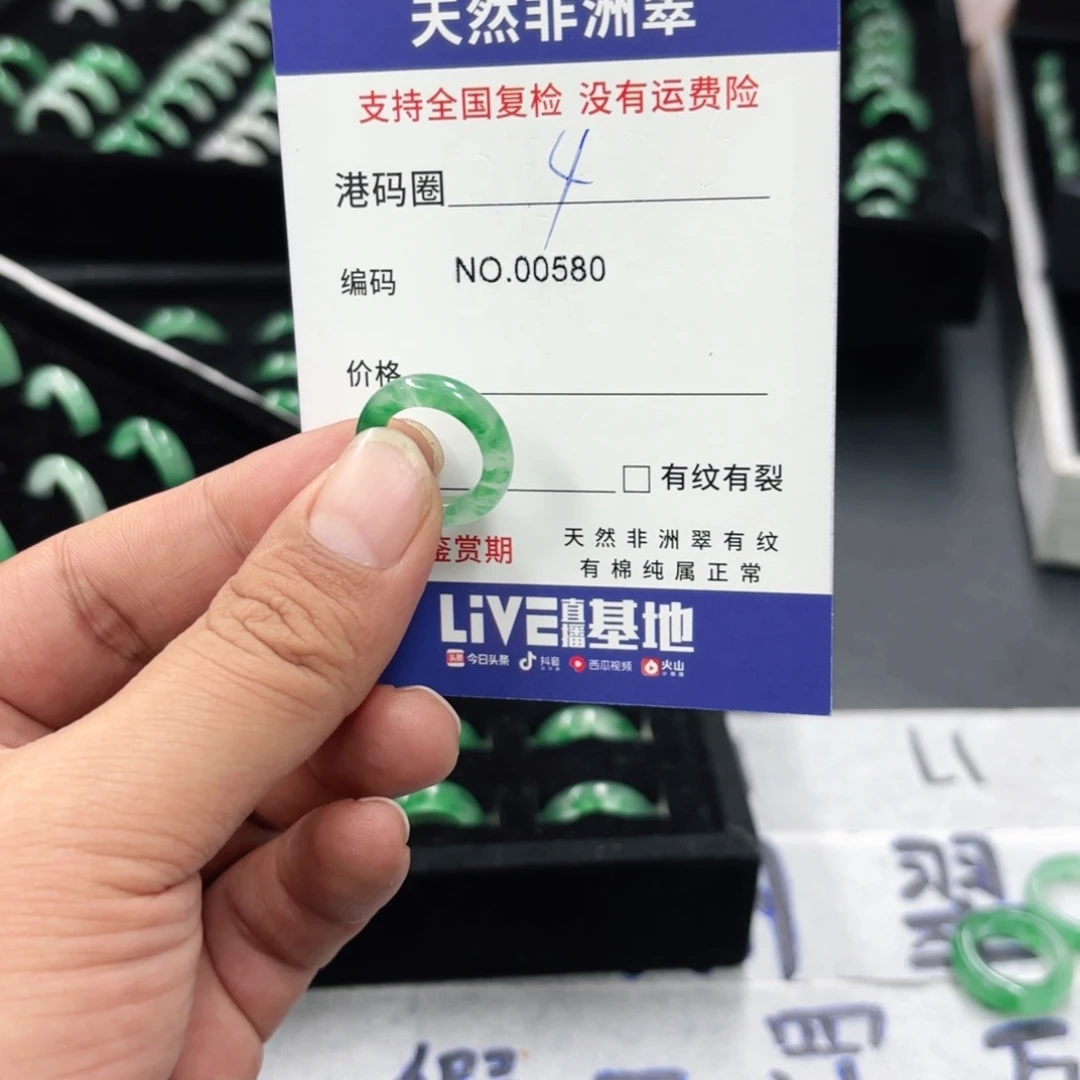 天然非洲翠
支持全国复检 没有运费险
港码圈 4
编码 NO.00580
价格
□ 有纹有裂
鉴赏期
天然非洲翠有纹
有棉纯属正常
LiVE直播基地
头条 今日头条 抖音 西瓜视频 火山
翠